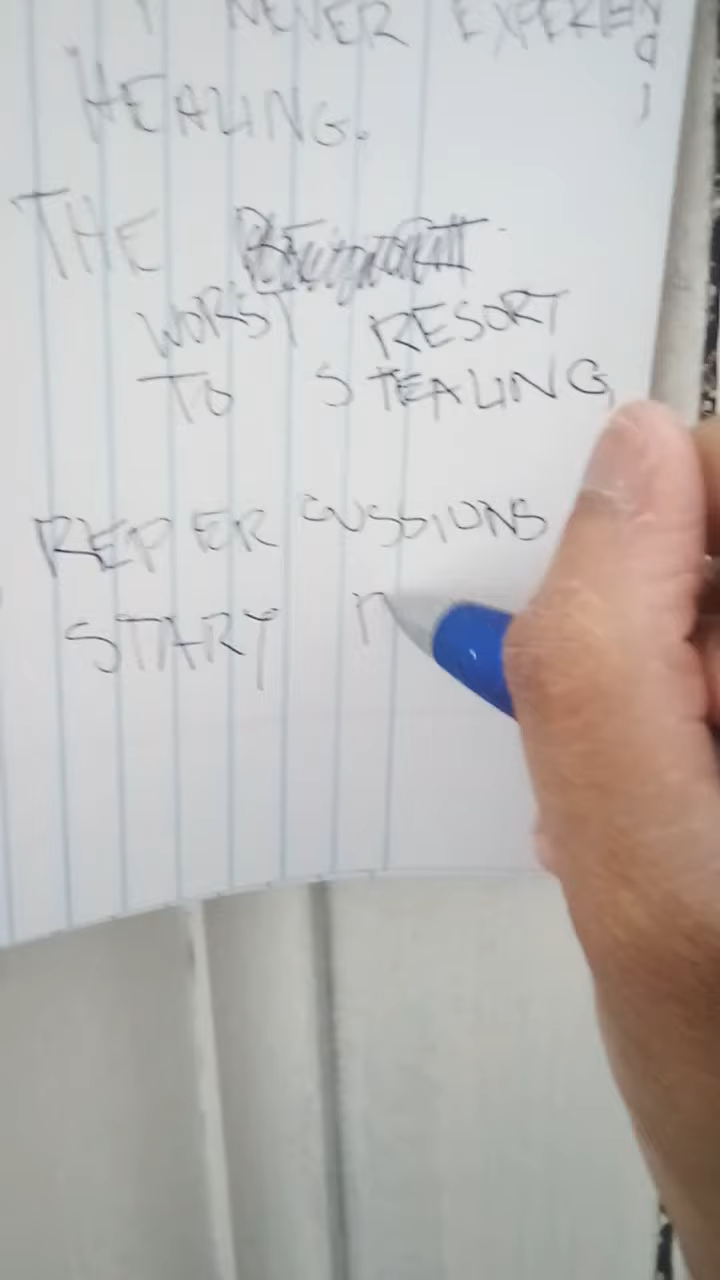 NEVER EXPERIEN
HEALING.
THE
WORST RESORT
TO STEALING
REPERCUSSIONS
START